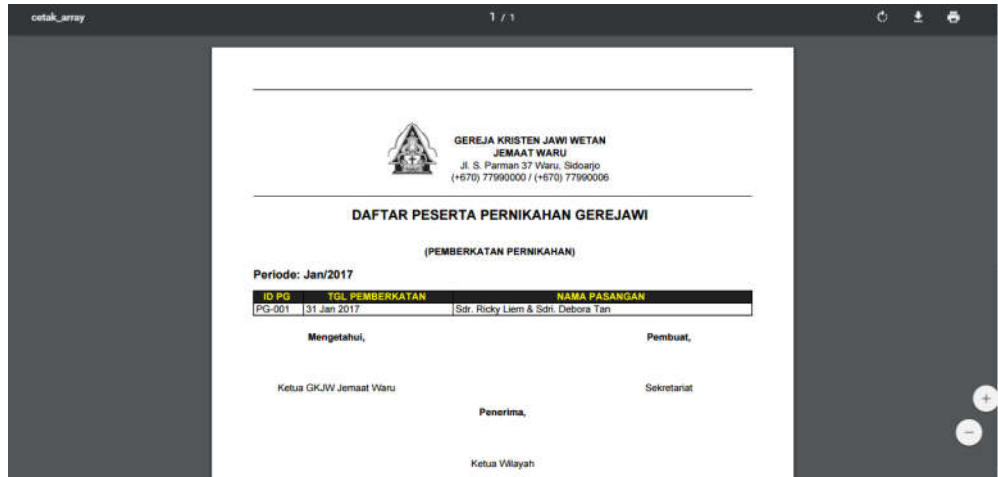 cetak_array
1 / 1
GEREJA KRISTEN JAWI WETAN
JEMAAT WARU
Jl. S. Parman 37 Waru, Sidoarjo
(+670) 77990000 / (+670) 77990006
DAFTAR PESERTA PERNIKAHAN GEREJAWI
(PEMBERKATAN PERNIKAHAN)
Periode: Jan/2017
ID PG TGL PEMBERKATAN NAMA PASANGAN
PG-001 31 Jan 2017 Sdr. Ricky Liem & Sdri. Debora Tan
Mengetahui, Pembuat,
Ketua GKJW Jemaat Waru Sekretariat
Penerima,
Ketua Wilayah